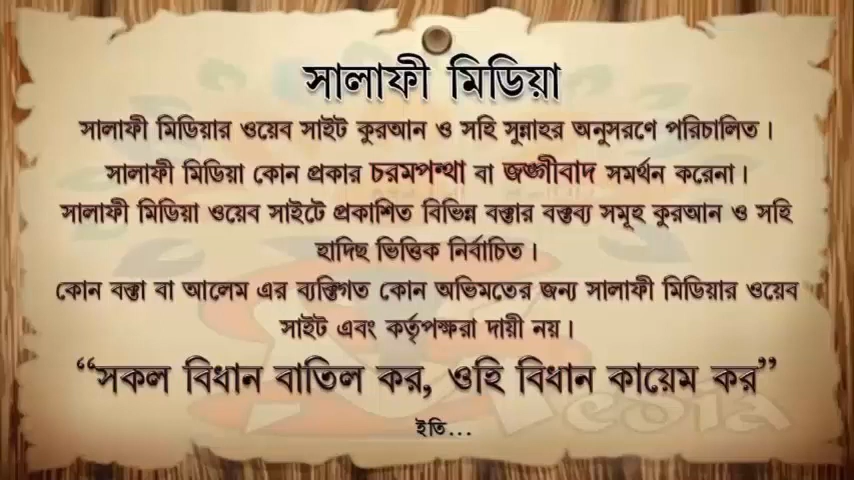 সালাফী মিডিয়া
সালাফী মিডিয়ার ওয়েব সাইট কুরআন ও সহি সুন্নাহর অনুসরণে পরিচালিত।
সালাফী মিডিয়া কোন প্রকার চরমপন্থা বা জঙ্গীবাদ সমর্থন করেনা।
সালাফী মিডিয়া ওয়েব সাইটে প্রকাশিত বিভিন্ন বক্তার বক্তব্য সমূহ কুরআন ও সহি
হাদিছ ভিত্তিক নির্বাচিত।
কোন বক্তা বা আলেম এর ব্যক্তিগত কোন অভিমতের জন্য সালাফী মিডিয়ার ওয়েব
সাইট এবং কর্তৃপক্ষরা দায়ী নয়।
“সকল বিধান বাতিল কর, ওহি বিধান কায়েম কর”
ইতি...